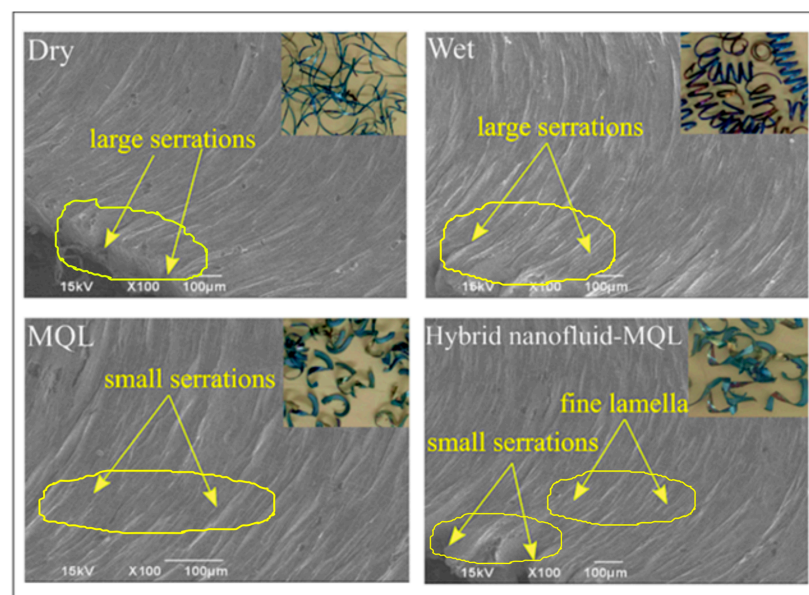 Dry
large serrations
15kV X100 100μm
Wet
large serrations
15kV X100 100μm
MQL
small serrations
15kV X100 100μm
Hybrid nanofluid-MQL
fine lamella
small serrations
15kV X100 100μm